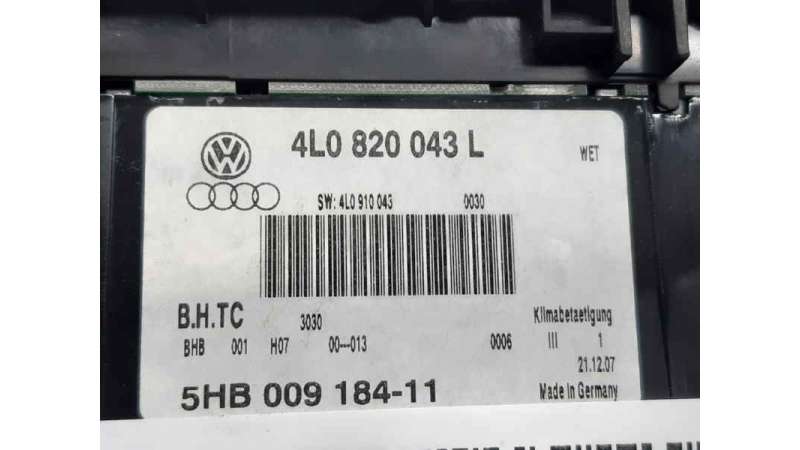 4L0 820 043 L WET
SW: 4L0 910 043 0030
B.H.TC 3030 Klimabetaetigung
BHB 001 H07 00---013 0006 III 1
21.12.07
5HB 009 184-11 Made in Germany